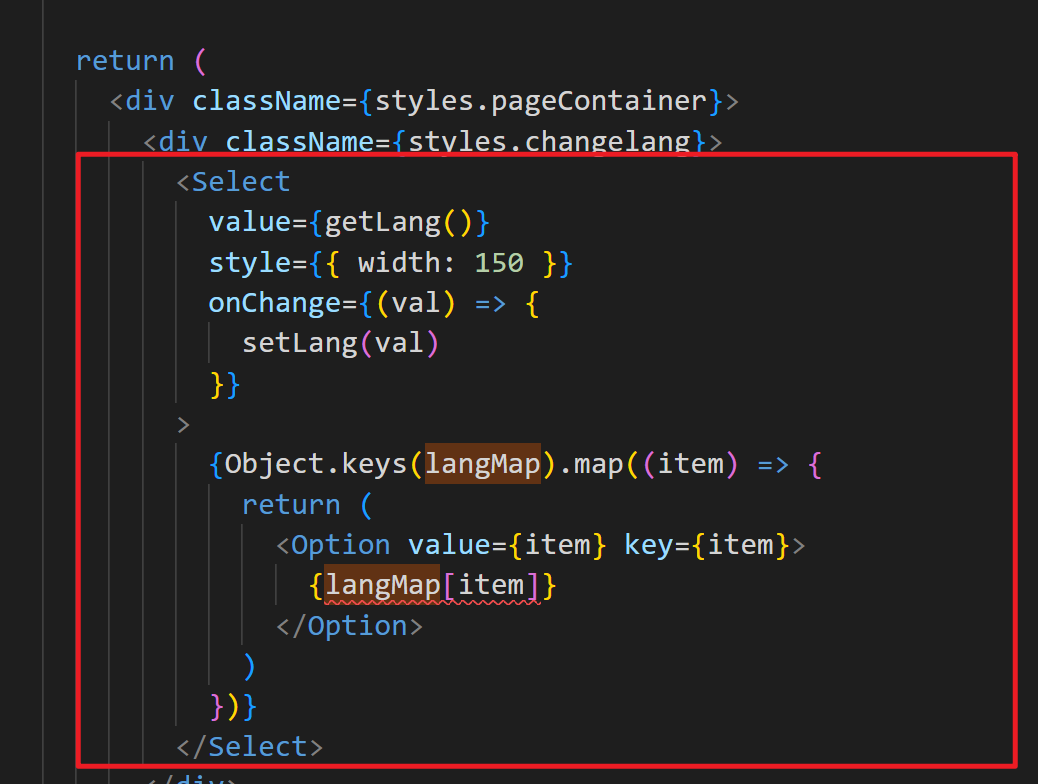 return (
<div className={styles.pageContainer}>
<div className={styles.changelang}>
<Select
value={getLang()}
style={{ width: 150 }}
onChange={(val) => {
setLang(val)
}}
>
{Object.keys(langMap).map((item) => {
return (
<Option value={item} key={item}>
{langMap[item]}
</Option>
)
})}
</Select>
</div>